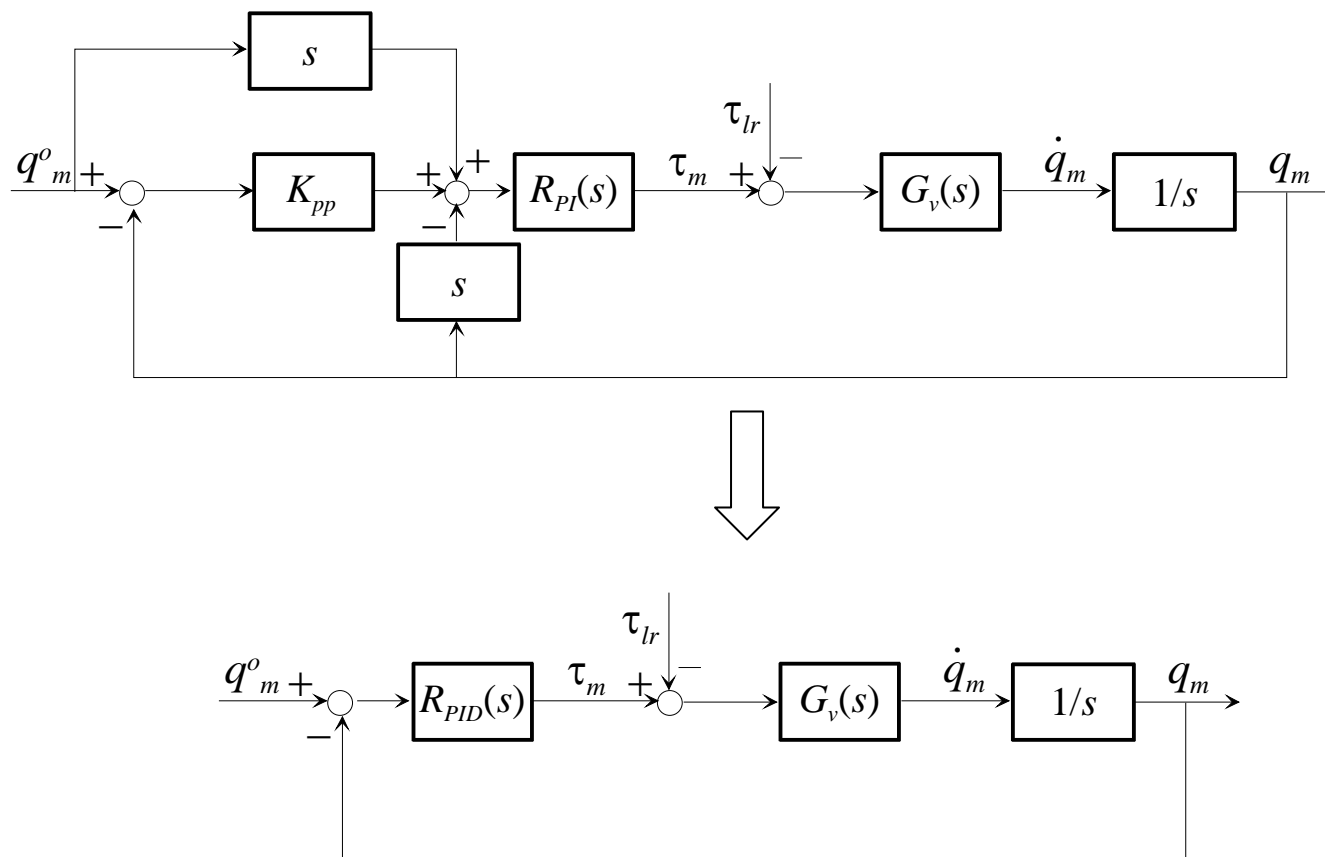 s
τ_lr
q^o_m + K_pp + + R_PI(s) τ_m + − G_v(s) q̇_m 1/s q_m
− −
s
τ_lr
q^o_m + R_PID(s) τ_m + − G_v(s) q̇_m 1/s q_m
−